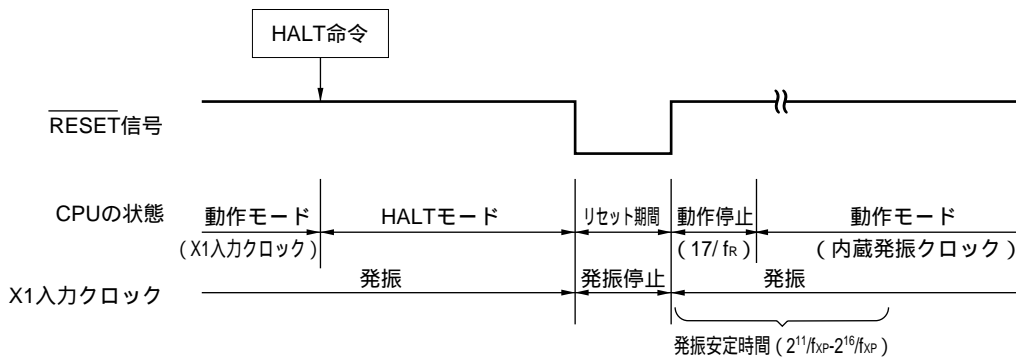 HALT命令
RESET信号
CPUの状態
動作モード
HALTモード
リセット期間
動作停止
動作モード
(X1入力クロック)
(17/fR)
(内蔵発振クロック)
X1入力クロック
発振
発振停止
発振
発振安定時間(2^11/fXP-2^16/fXP)